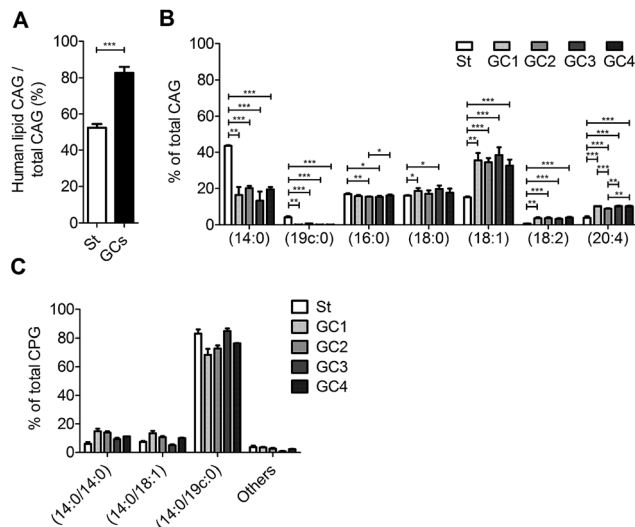 A
Human lipid CAG /
total CAG (%)
100
80
60
40
20
0
***
St
GCs
B
% of total CAG
100
80
60
40
20
0
St GC1 GC2 GC3 GC4
***
***
***
**
***
***
***
**
*
*
**
*
*
***
***
***
**
***
***
***
**
***
***
***
***
***
**
**
(14:0) (19c:0) (16:0) (18:0) (18:1) (18:2) (20:4)
C
% of total CPG
100
80
60
40
20
0
St
GC1
GC2
GC3
GC4
(14:0/14:0)
(14:0/18:1)
(14:0/19c:0)
Others